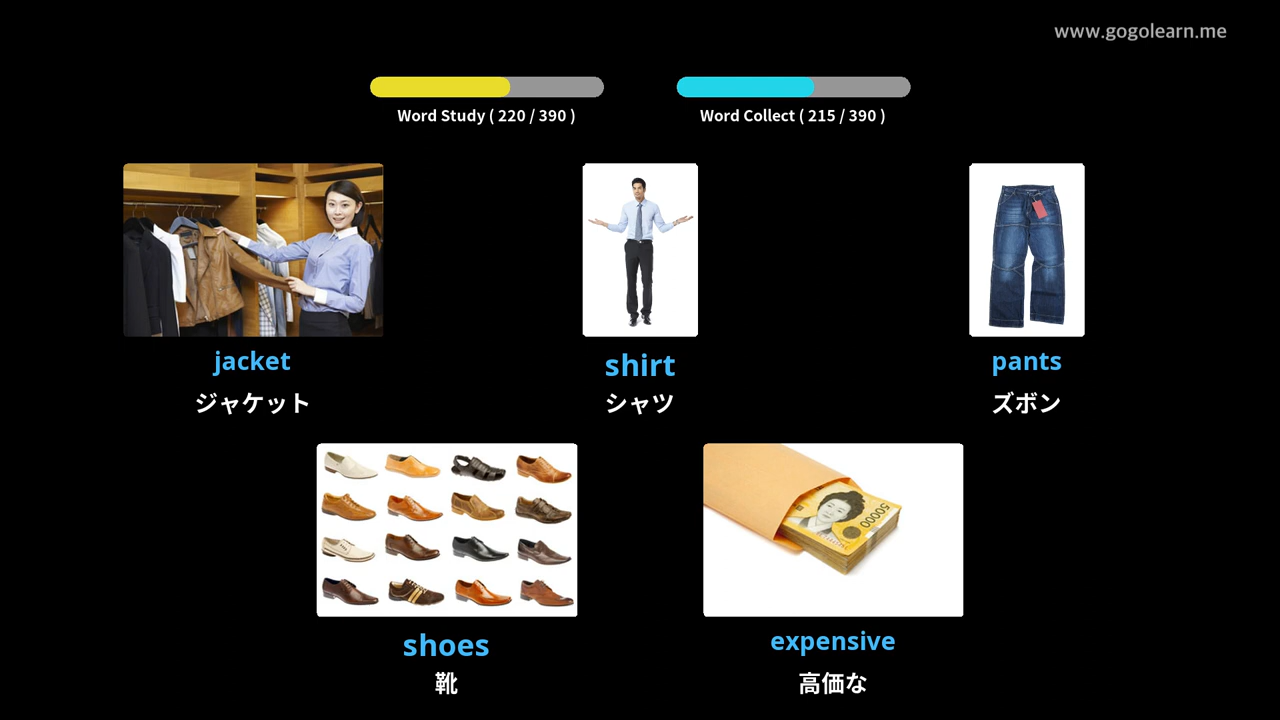 www.gogolearn.me
Word Study ( 220 / 390 )
Word Collect ( 215 / 390 )
jacket
ジャケット
shirt
シャツ
pants
ズボン
50000
shoes
靴
expensive
高価な